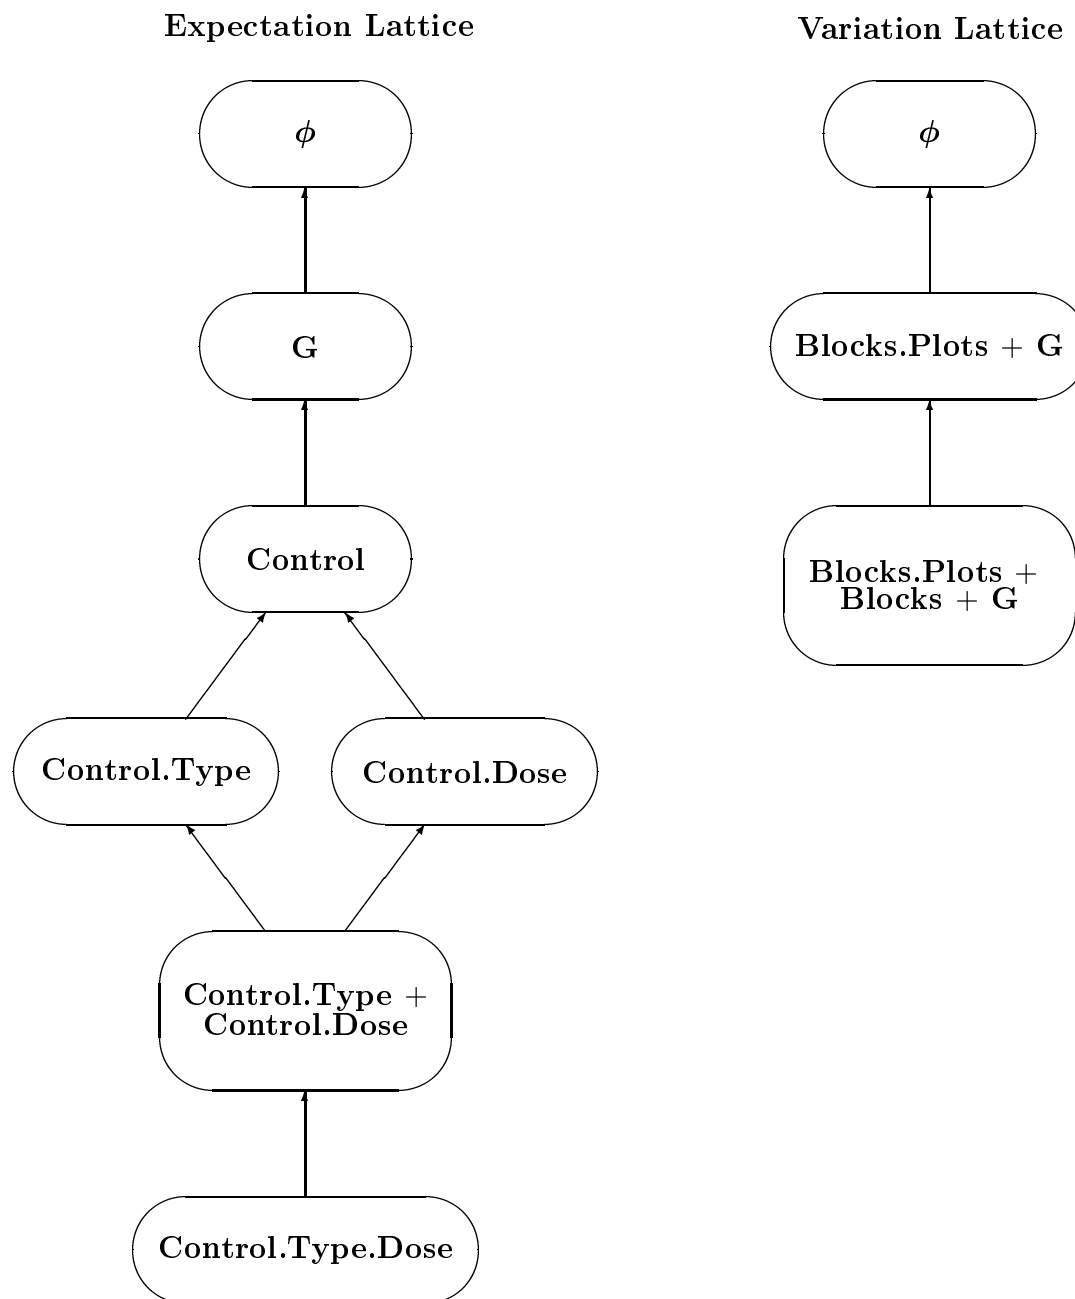 Expectation Lattice
ϕ
G
Control
Control.Type
Control.Dose
Control.Type +
Control.Dose
Control.Type.Dose
Variation Lattice
ϕ
Blocks.Plots + G
Blocks.Plots +
Blocks + G